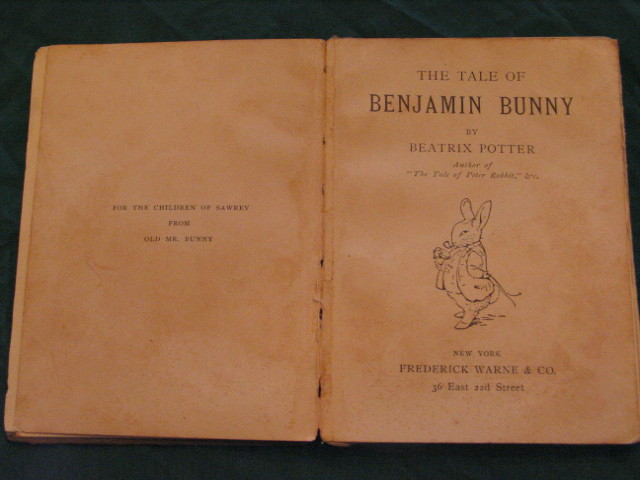 FOR THE CHILDREN OF SAWREY
FROM
OLD MR. BUNNY
THE TALE OF
BENJAMIN BUNNY
BY
BEATRIX POTTER
Author of
"The Tale of Peter Rabbit," &c.
NEW YORK
FREDERICK WARNE & CO.
36 East 22d Street